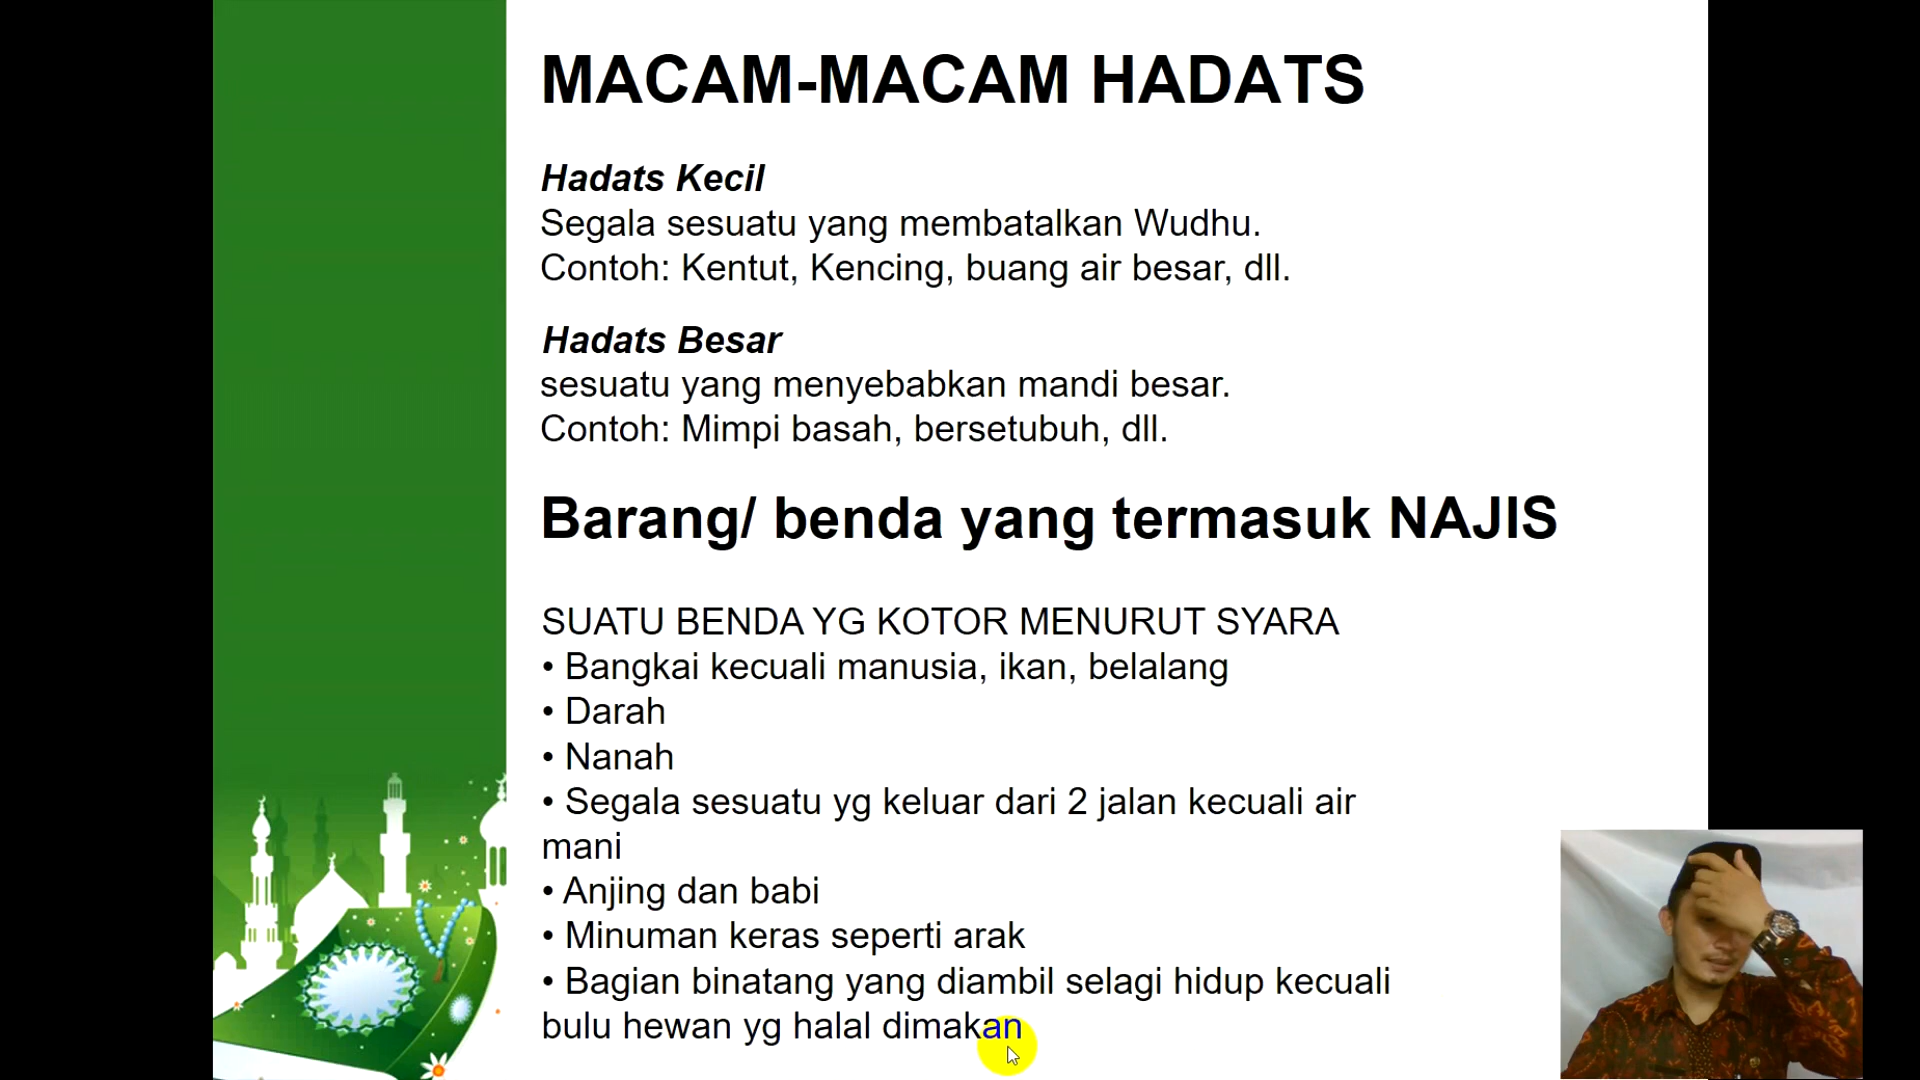 MACAM-MACAM HADATS
Hadats Kecil
Segala sesuatu yang membatalkan Wudhu.
Contoh: Kentut, Kencing, buang air besar, dll.
Hadats Besar
sesuatu yang menyebabkan mandi besar.
Contoh: Mimpi basah, bersetubuh, dll.
Barang/ benda yang termasuk NAJIS
SUATU BENDA YG KOTOR MENURUT SYARA
• Bangkai kecuali manusia, ikan, belalang
• Darah
• Nanah
• Segala sesuatu yg keluar dari 2 jalan kecuali air
mani
• Anjing dan babi
• Minuman keras seperti arak
• Bagian binatang yang diambil selagi hidup kecuali
bulu hewan yg halal dimakan